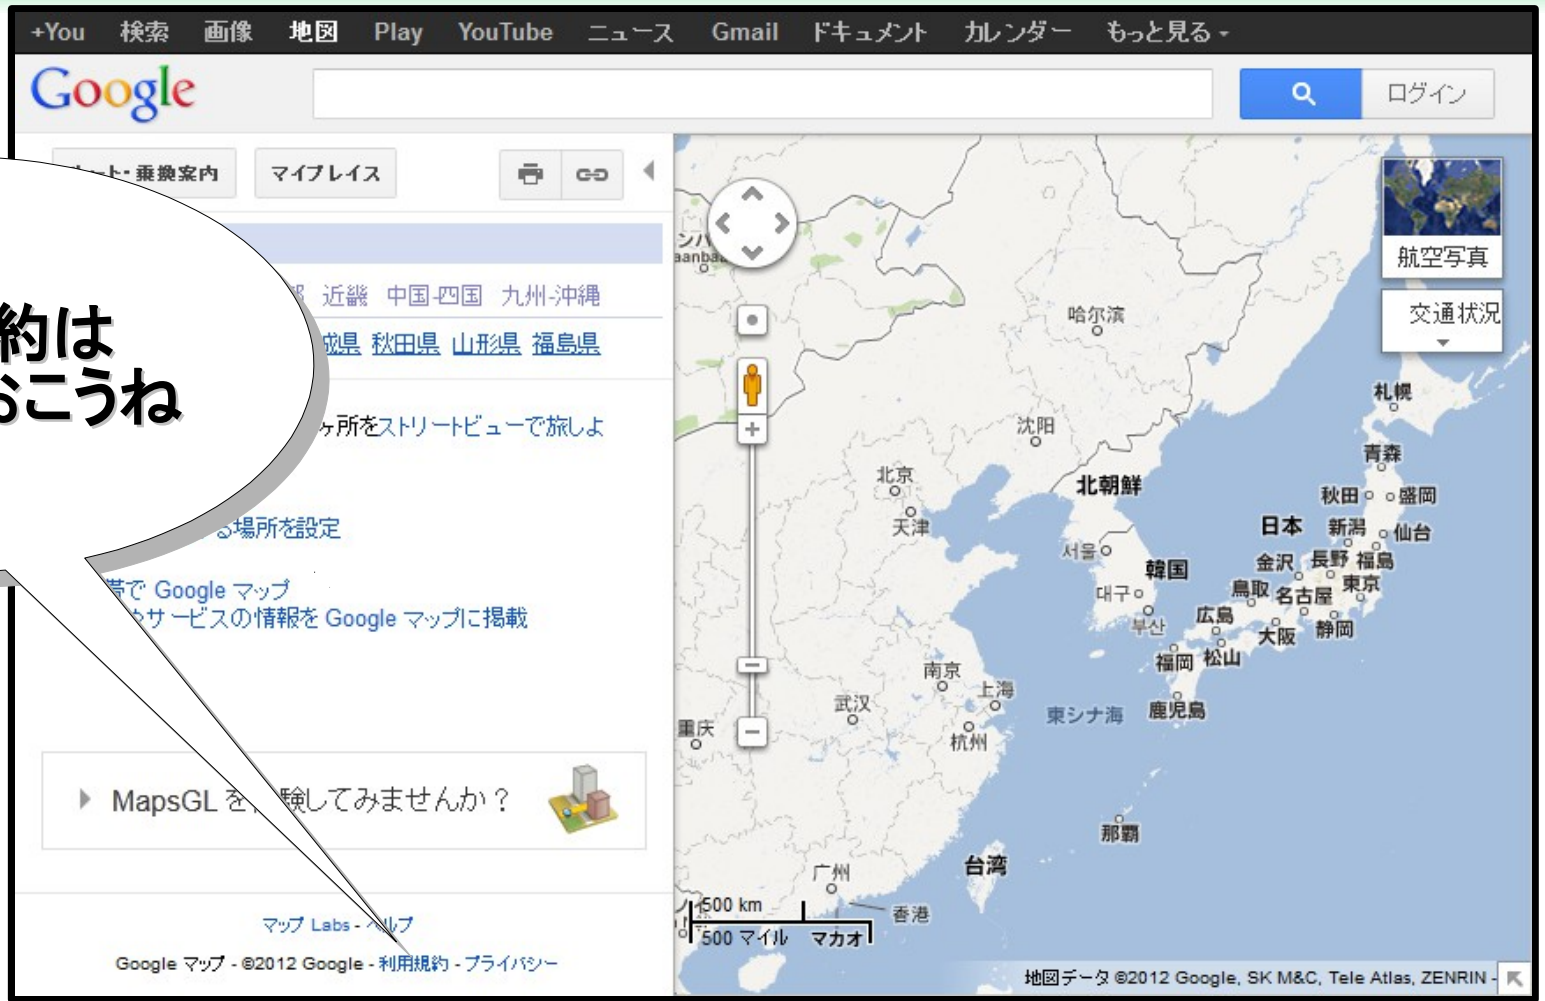 +You 検索 画像 地図 Play YouTube ニュース Gmail ドキュメント カレンダー もっと見る
Google
ログイン
ート・乗換案内 マイプレイス
近畿 中国-四国 九州-沖縄
城県 秋田県 山形県 福島県
約は
おこうね
ヶ所をストリートビューで旅しよ
る場所を設定
帯で Google マップ
やサービスの情報を Google マップに掲載
MapsGL を 験してみませんか?
マップ Labs - ヘルプ
Google マップ - ©2012 Google - 利用規約 - プライバシー
航空写真
交通状況
哈尔滨
札幌
沈阳
青森
北京
北朝鮮
秋田 盛岡
天津
日本 新潟 仙台
서울
韓国
金沢 長野 福島
대구
鳥取 名古屋 東京
부산
広島
大阪 静岡
福岡 松山
南京
上海
武汉
東シナ海
鹿児島
重庆
杭州
那覇
台湾
广州
香港
マカオ
500 km
500 マイル
地図データ ©2012 Google, SK M&C, Tele Atlas, ZENRIN -